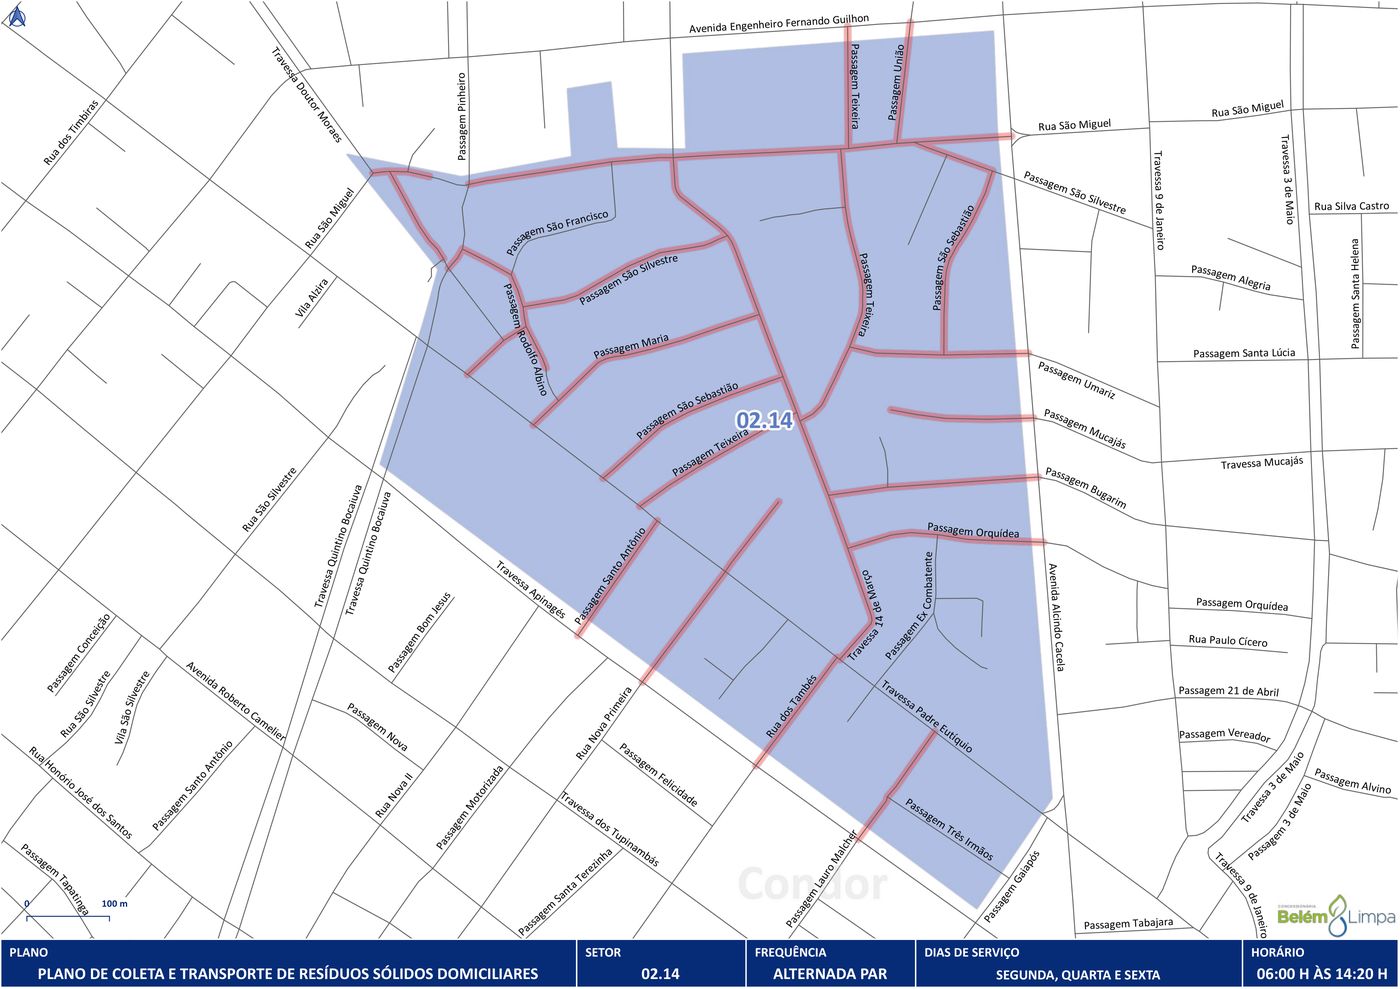 Avenida Engenheiro Fernando Guilhon
Travessa Doutor Moraes
Passagem Pinheiro
Passagem Teixeira
Passagem União
Rua dos Timbiras
Rua São Miguel
Rua São Miguel
Travessa 9 de Janeiro
Travessa 3 de Maio
Passagem São Silvestre
Rua Silva Castro
Rua São Miguel
Passagem São Francisco
Passagem São Sebastião
Passagem Santa Helena
Passagem São Silvestre
Passagem Teixeira
Passagem Alegria
Vila Alzira
Passagem Rodolfo Albino
Passagem Maria
Passagem Santa Lúcia
Passagem Umariz
Passagem São Sebastião
02.14
Passagem Mucajás
Passagem Teixeira
Travessa Mucajás
Rua São Silvestre
Passagem Bugarim
Travessa Quintino Bocaiuva
Travessa Quintino Bocaiuva
Passagem Santo Antônio
Passagem Orquídea
Travessa Apinagés
Passagem Ex Combatente
Travessa 14 de Março
Avenida Alcindo Cacela
Passagem Orquídea
Passagem Bom Jesus
Passagem Conceição
Rua Paulo Cícero
Avenida Roberto Camelier
Rua São Silvestre
Vila São Silvestre
Rua dos Tambés
Travessa Padre Eutíquio
Passagem 21 de Abril
Rua Nova Primeira
Passagem Nova
Passagem Vereador
Rua Honório José dos Santos
Passagem Santo Antônio
Rua Nova II
Passagem Motorizada
Passagem Felicidade
Travessa 3 de Maio
Passagem 3 de Maio
Passagem Alvino
Travessa dos Tupinambás
Passagem Três Irmãos
Passagem Lauro Malcher
Passagem Gaiapós
Passagem Santa Terezinha
Passagem Tapatinga
Condor
Travessa 9 de Janeiro
Passagem Tabajara
0 100 m
CONCESSIONÁRIA
Belém Limpa
PLANO
PLANO DE COLETA E TRANSPORTE DE RESÍDUOS SÓLIDOS DOMICILIARES
SETOR
02.14
FREQUÊNCIA
ALTERNADA PAR
DIAS DE SERVIÇO
SEGUNDA, QUARTA E SEXTA
HORÁRIO
06:00 H ÀS 14:20 H